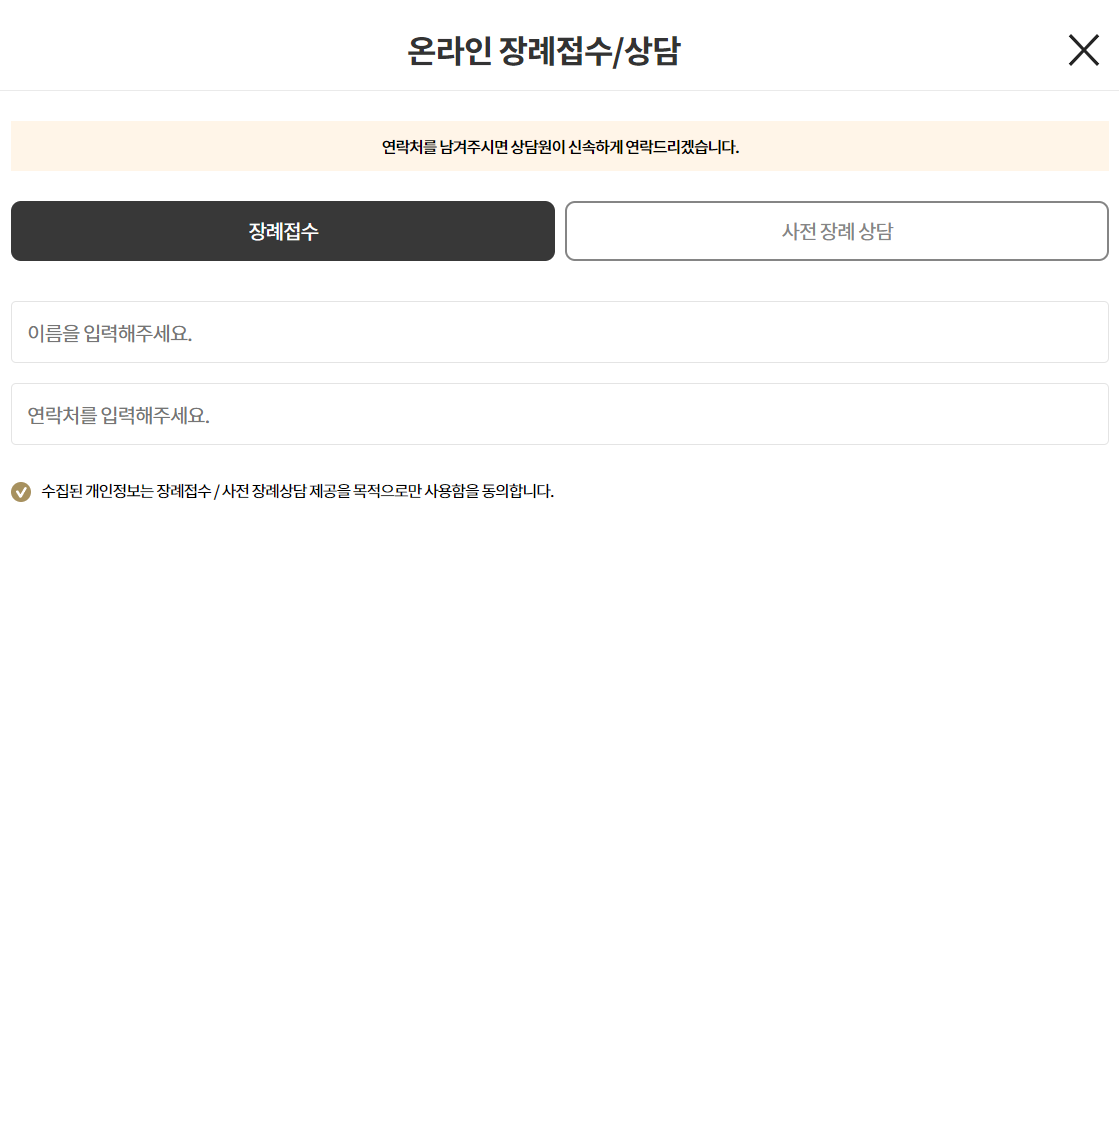 온라인 장례접수/상담
연락처를 남겨주시면 상담원이 신속하게 연락드리겠습니다.
장례접수
사전 장례 상담
이름을 입력해주세요.
연락처를 입력해주세요.
수집된 개인정보는 장례접수 / 사전 장례상담 제공을 목적으로만 사용함을 동의합니다.